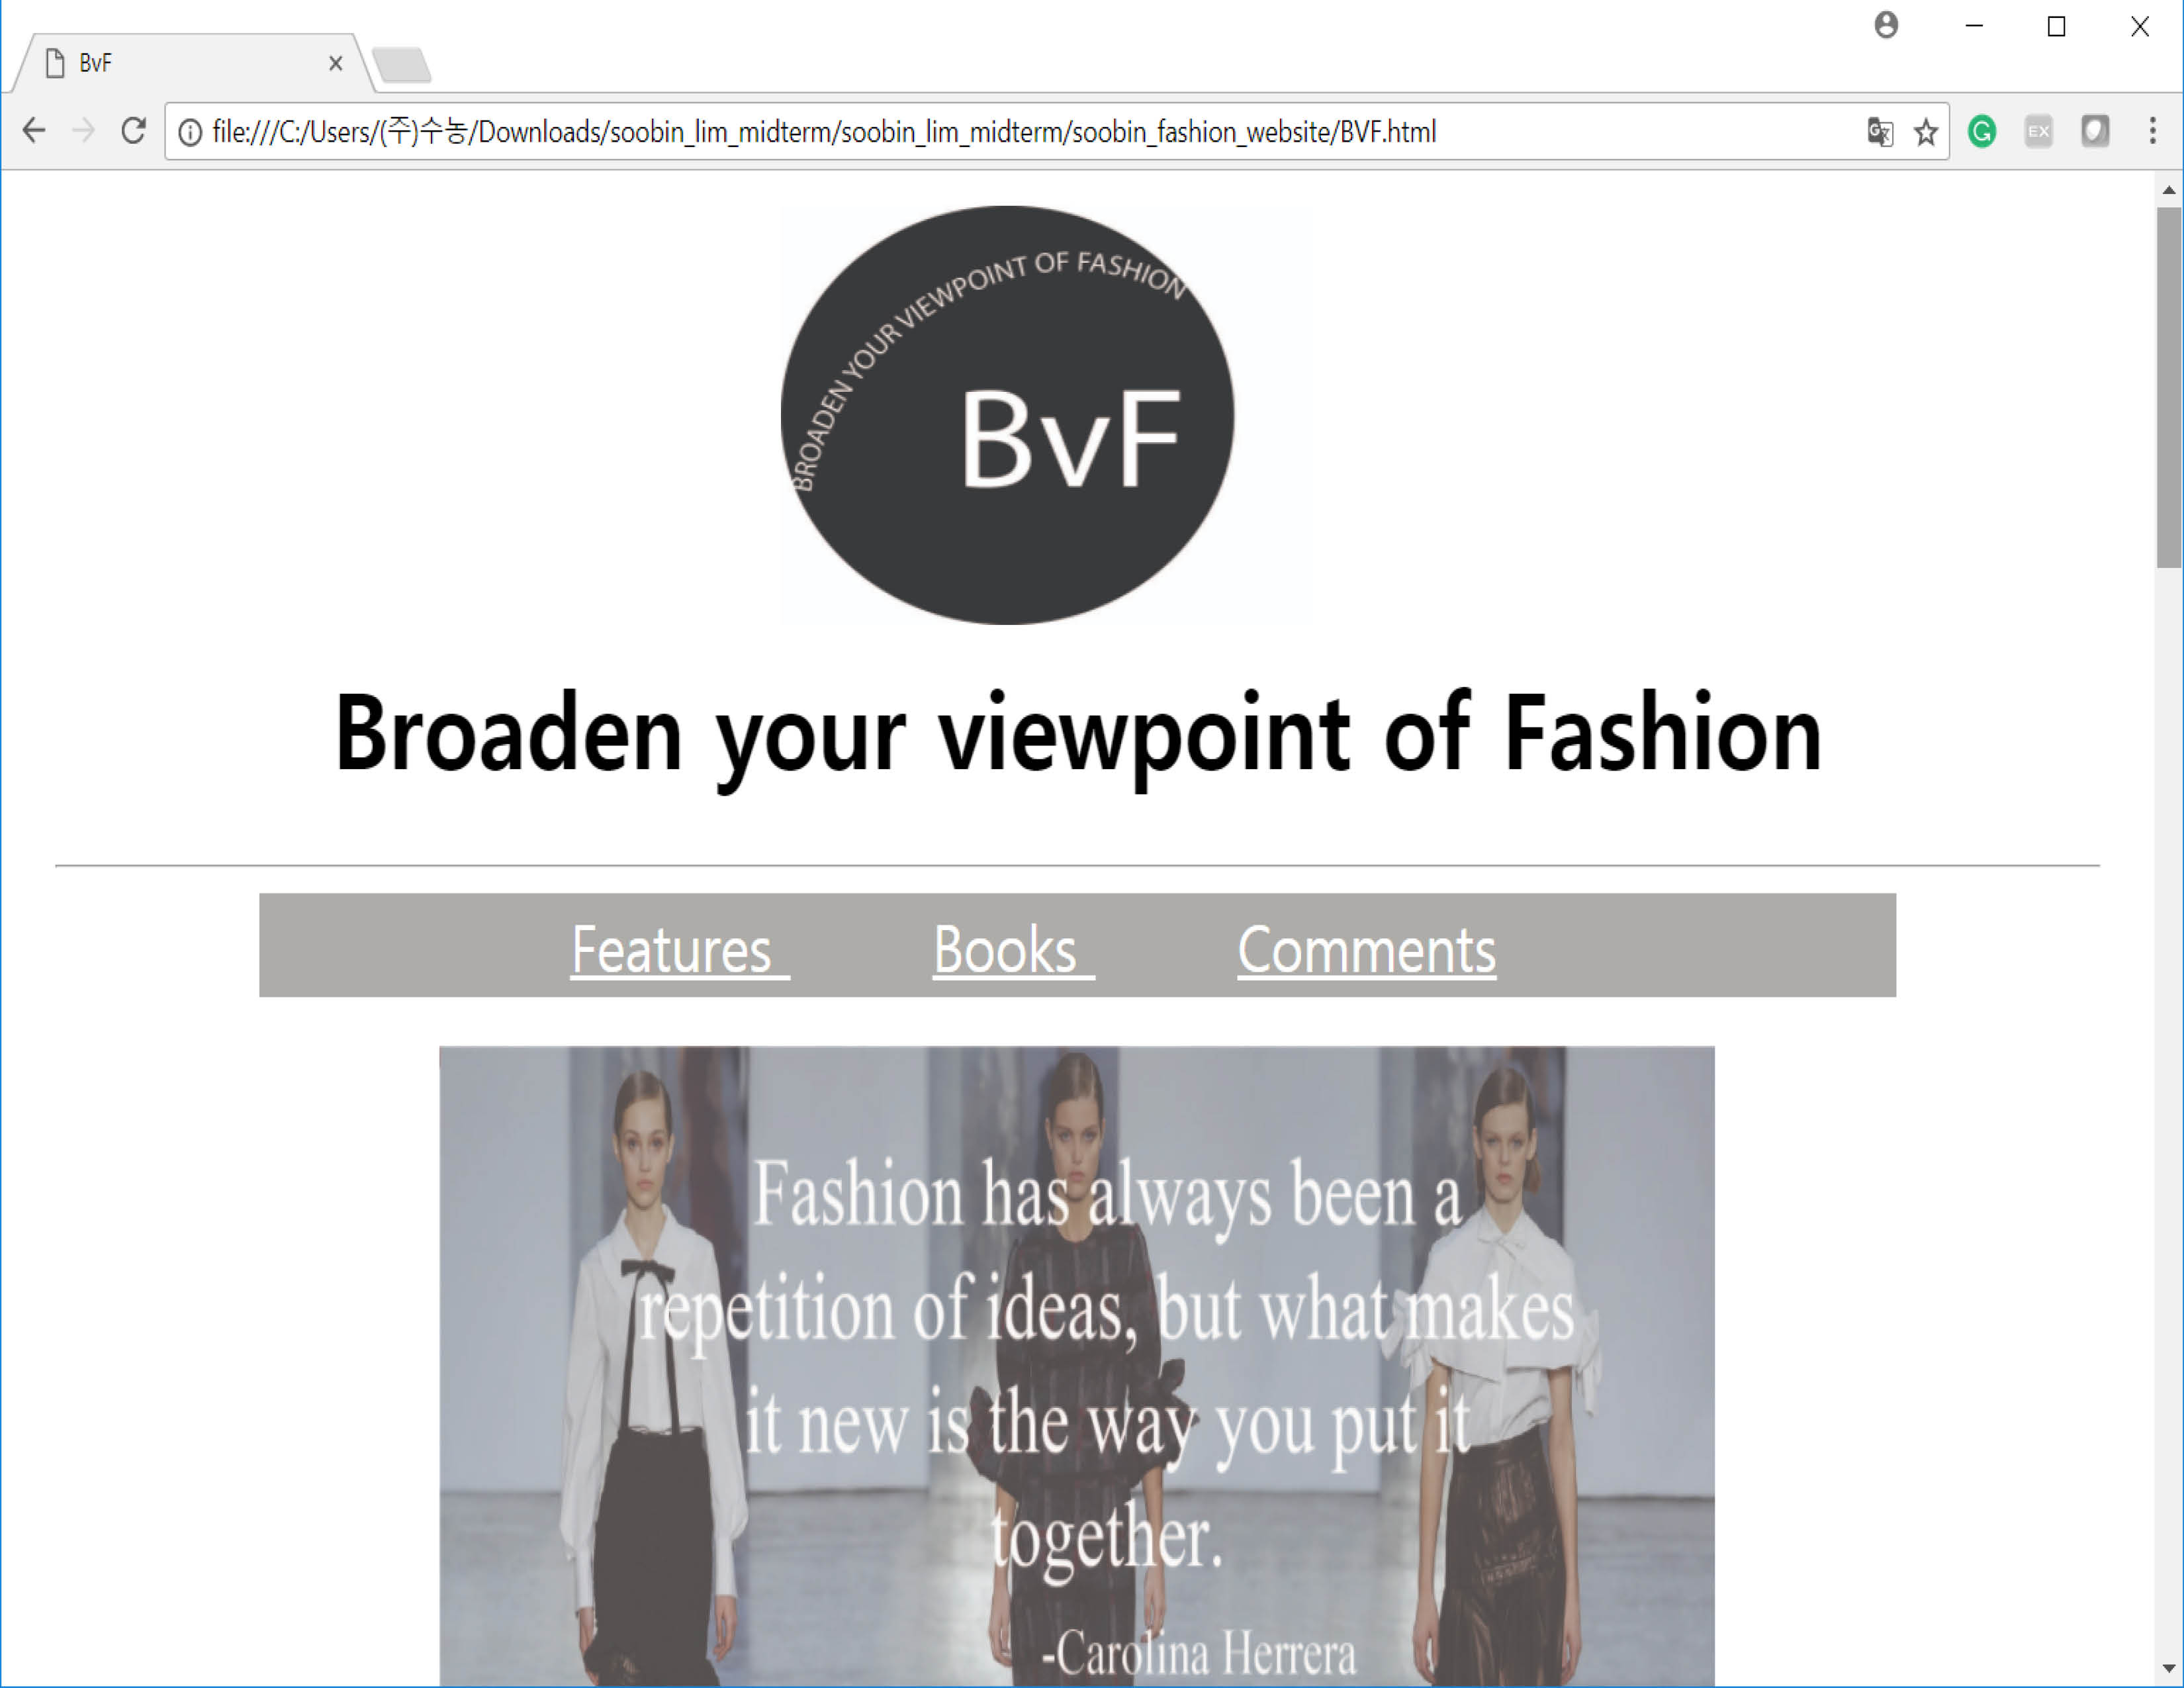 BvF
file:///C:/Users/(주)수농/Downloads/soobin_lim_midterm/soobin_lim_midterm/soobin_fashion_website/BVF.html
EX
BROADEN YOUR VIEWPOINT OF FASHION
BvF
Broaden your viewpoint of Fashion
Features Books Comments
Fashion has always been a
repetition of ideas, but what makes
it new is the way you put it
together.
-Carolina Herrera